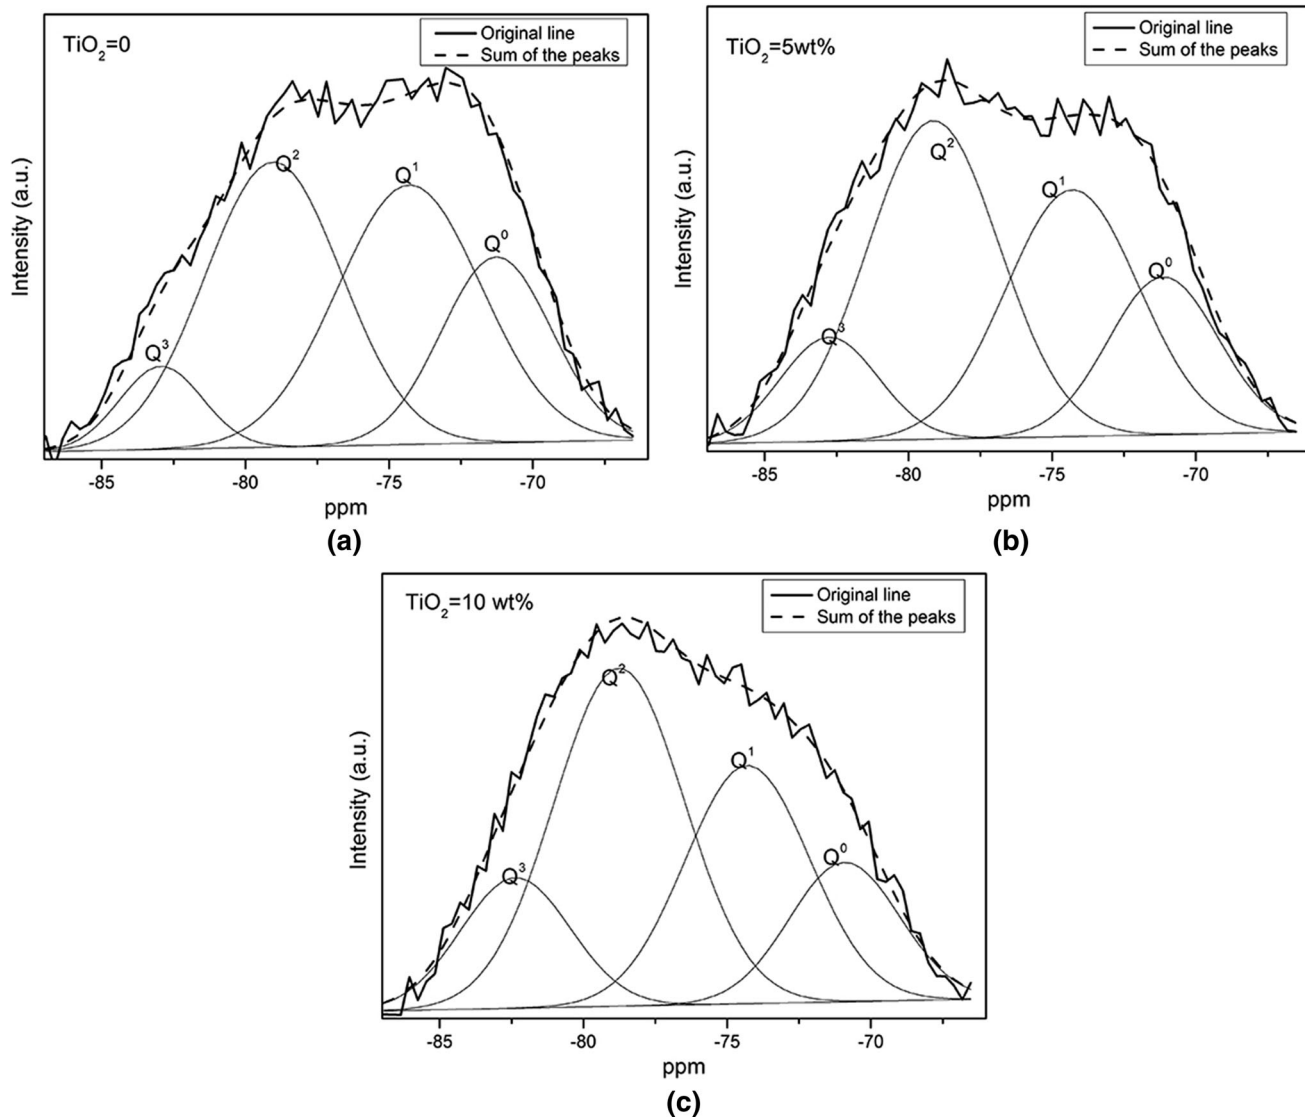 TiO₂=0
Original line
Sum of the peaks
Intensity (a.u.)
Q³
Q²
Q¹
Q⁰
-85 -80 -75 -70
ppm
(a)
TiO₂=5wt%
Original line
Sum of the peaks
Intensity (a.u.)
Q³
Q²
Q¹
Q⁰
-85 -80 -75 -70
ppm
(b)
TiO₂=10 wt%
Original line
Sum of the peaks
Intensity (a.u.)
Q³
Q²
Q¹
Q⁰
-85 -80 -75 -70
ppm
(c)